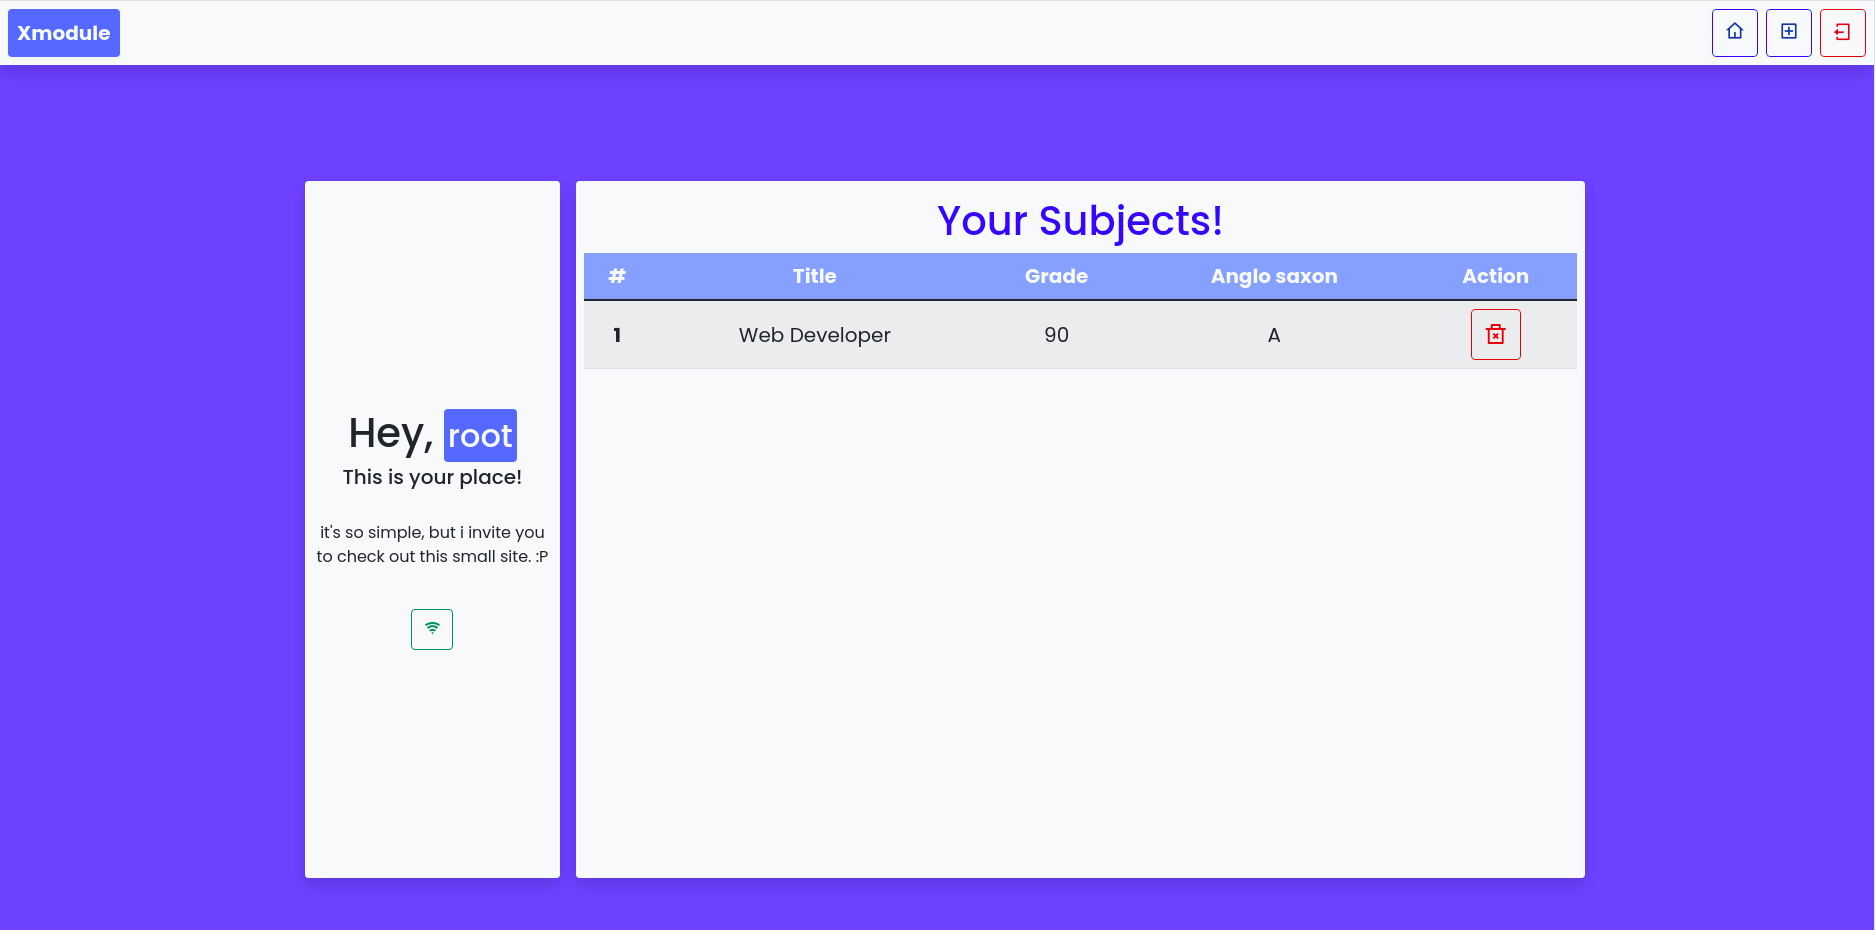 Xmodule
Hey, root
This is your place!
it's so simple, but i invite you
to check out this small site. :P
Your Subjects!
# Title Grade Anglo saxon Action
1 Web Developer 90 A